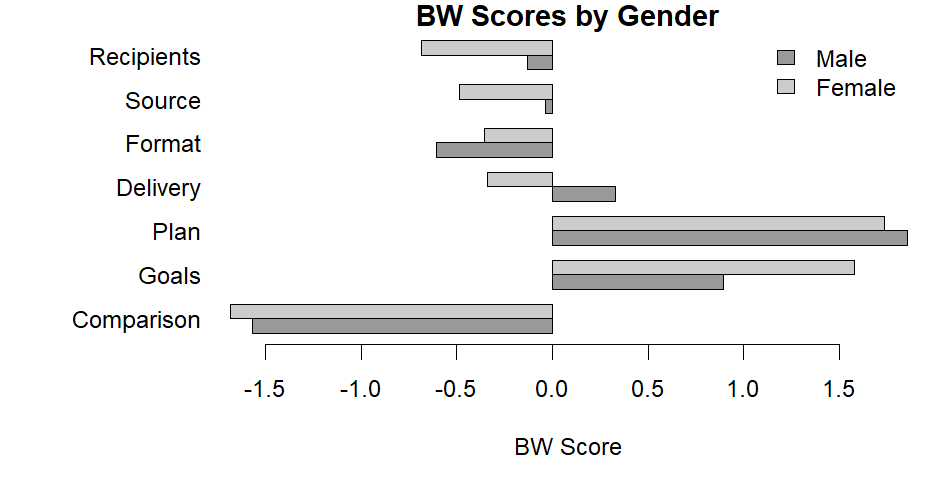 BW Scores by Gender
Recipients
Male
Source
Female
Format
Delivery
Plan
Goals
Comparison
-1.5 -1.0 -0.5 0.0 0.5 1.0 1.5
BW Score